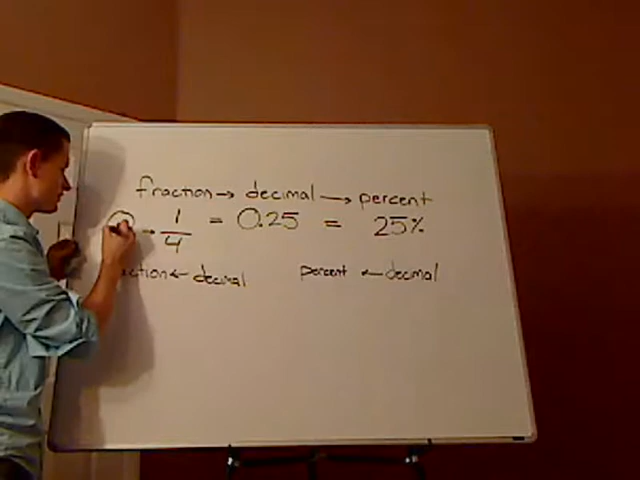 fraction → decimal → percent
→ 1/4 = 0.25 = 25%
← decimal percent ← decimal